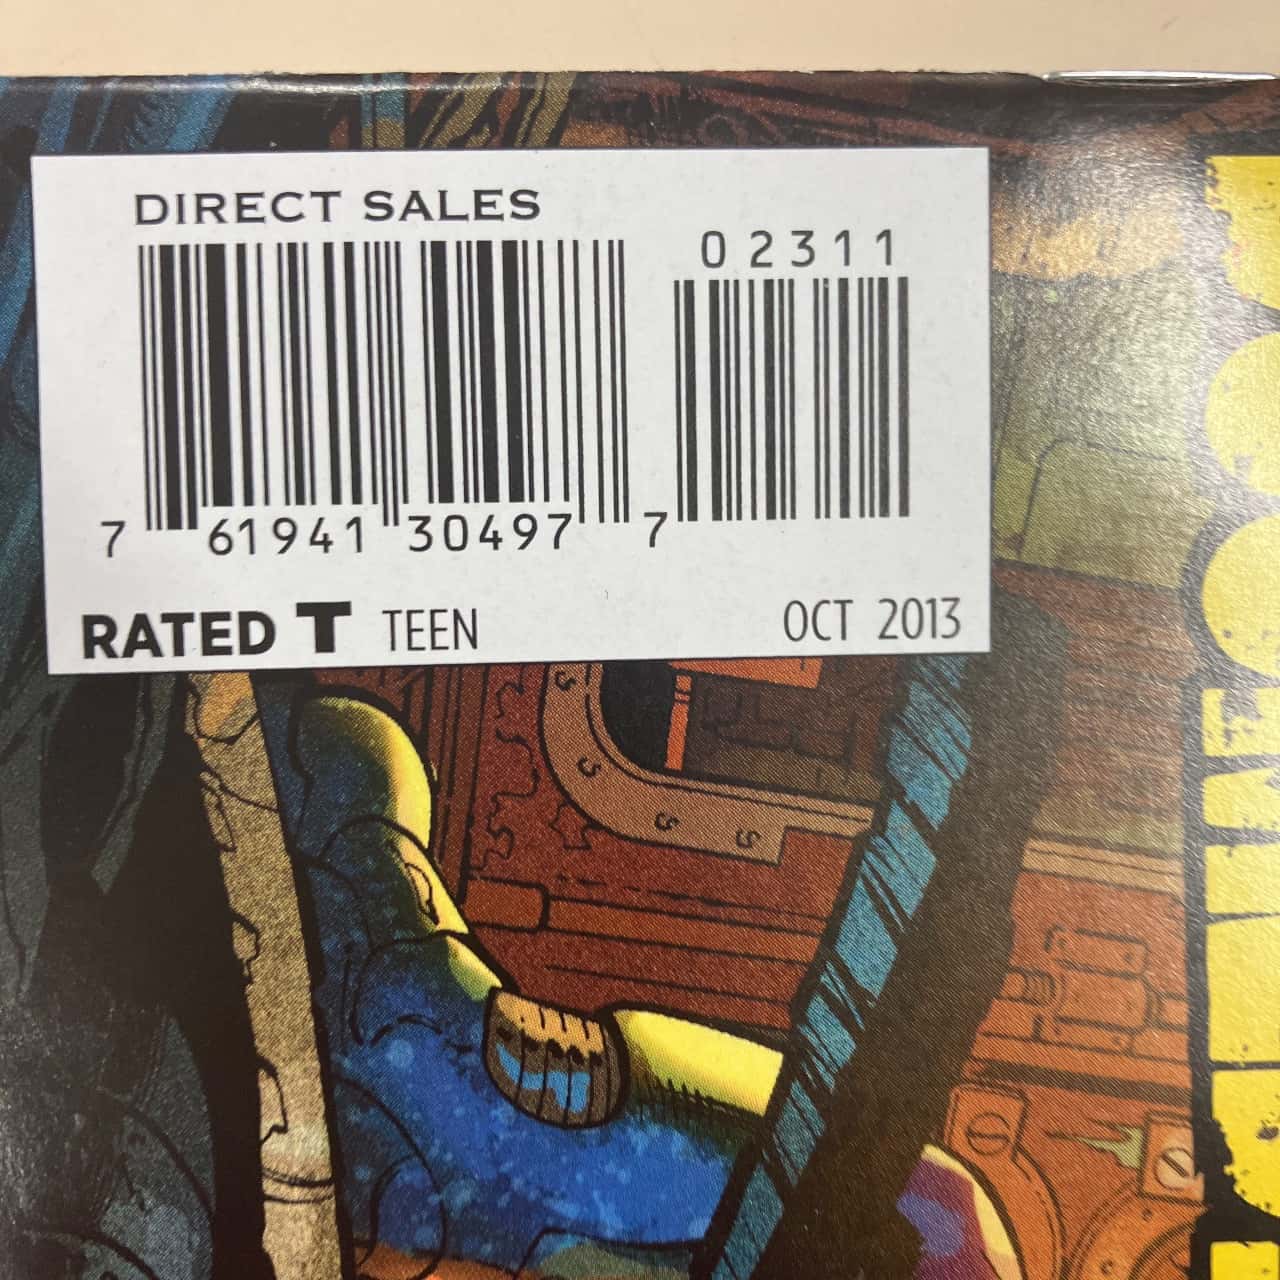 DIRECT SALES
02311
7 61941 30497 7
RATED T TEEN
OCT 2013